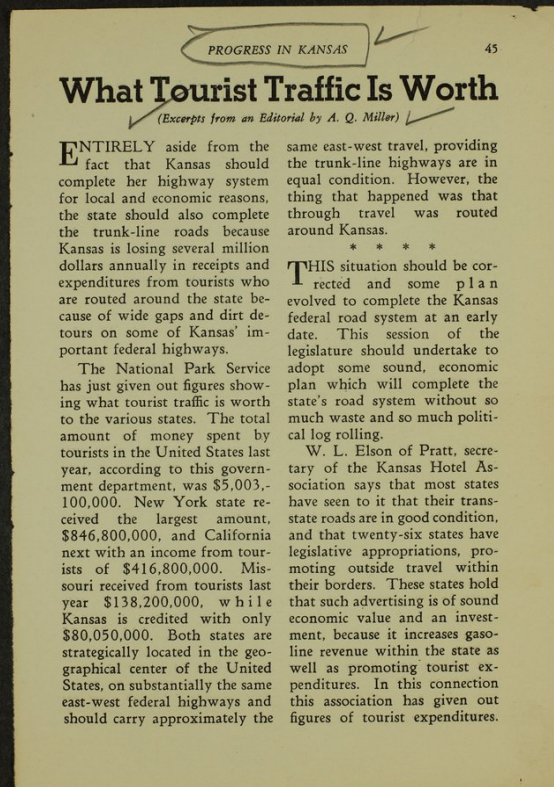 PROGRESS IN KANSAS
45
What Tourist Traffic Is Worth
(Excerpts from an Editorial by A. Q. Miller)
ENTIRELY aside from the
fact that Kansas should
complete her highway system
for local and economic reasons,
the state should also complete
the trunk-line roads because
Kansas is losing several million
dollars annually in receipts and
expenditures from tourists who
are routed around the state be-
cause of wide gaps and dirt de-
tours on some of Kansas' im-
portant federal highways.
The National Park Service
has just given out figures show-
ing what tourist traffic is worth
to the various states. The total
amount of money spent by
tourists in the United States last
year, according to this govern-
ment department, was $5,003,-
100,000. New York state re-
ceived the largest amount,
$846,800,000, and California
next with an income from tour-
ists of $416,800,000. Mis-
souri received from tourists last
year $138,200,000, while
Kansas is credited with only
$80,050,000. Both states are
strategically located in the geo-
graphical center of the United
States, on substantially the same
east-west federal highways and
should carry approximately the
same east-west travel, providing
the trunk-line highways are in
equal condition. However, the
thing that happened was that
through travel was routed
around Kansas.
* * * *
THIS situation should be cor-
rected and some plan
evolved to complete the Kansas
federal road system at an early
date. This session of the
legislature should undertake to
adopt some sound, economic
plan which will complete the
state's road system without so
much waste and so much politi-
cal log rolling.
W. L. Elson of Pratt, secre-
tary of the Kansas Hotel As-
sociation says that most states
have seen to it that their trans-
state roads are in good condition,
and that twenty-six states have
legislative appropriations, pro-
moting outside travel within
their borders. These states hold
that such advertising is of sound
economic value and an invest-
ment, because it increases gaso-
line revenue within the state as
well as promoting tourist ex-
penditures. In this connection
this association has given out
figures of tourist expenditures.